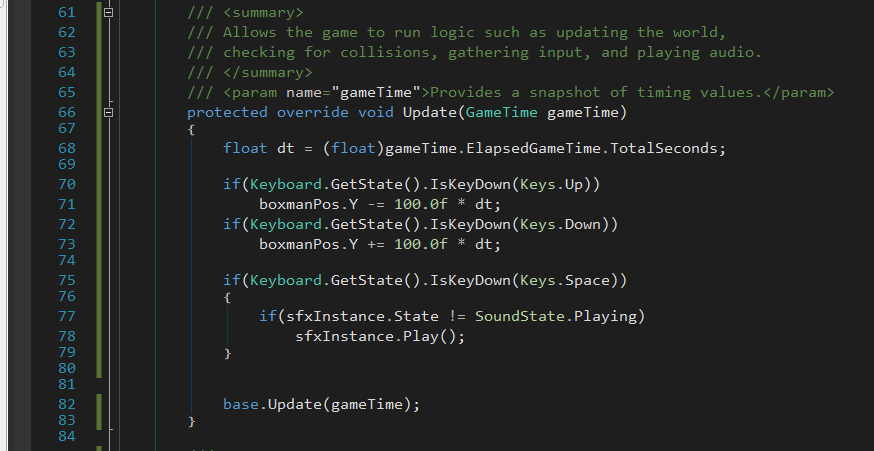 61 /// <summary>
62 /// Allows the game to run logic such as updating the world,
63 /// checking for collisions, gathering input, and playing audio.
64 /// </summary>
65 /// <param name="gameTime">Provides a snapshot of timing values.</param>
66 protected override void Update(GameTime gameTime)
67 {
68 float dt = (float)gameTime.ElapsedGameTime.TotalSeconds;
69
70 if(Keyboard.GetState().IsKeyDown(Keys.Up))
71 boxmanPos.Y -= 100.0f * dt;
72 if(Keyboard.GetState().IsKeyDown(Keys.Down))
73 boxmanPos.Y += 100.0f * dt;
74
75 if(Keyboard.GetState().IsKeyDown(Keys.Space))
76 {
77 if(sfxInstance.State != SoundState.Playing)
78 sfxInstance.Play();
79 }
80
81
82 base.Update(gameTime);
83 }
84